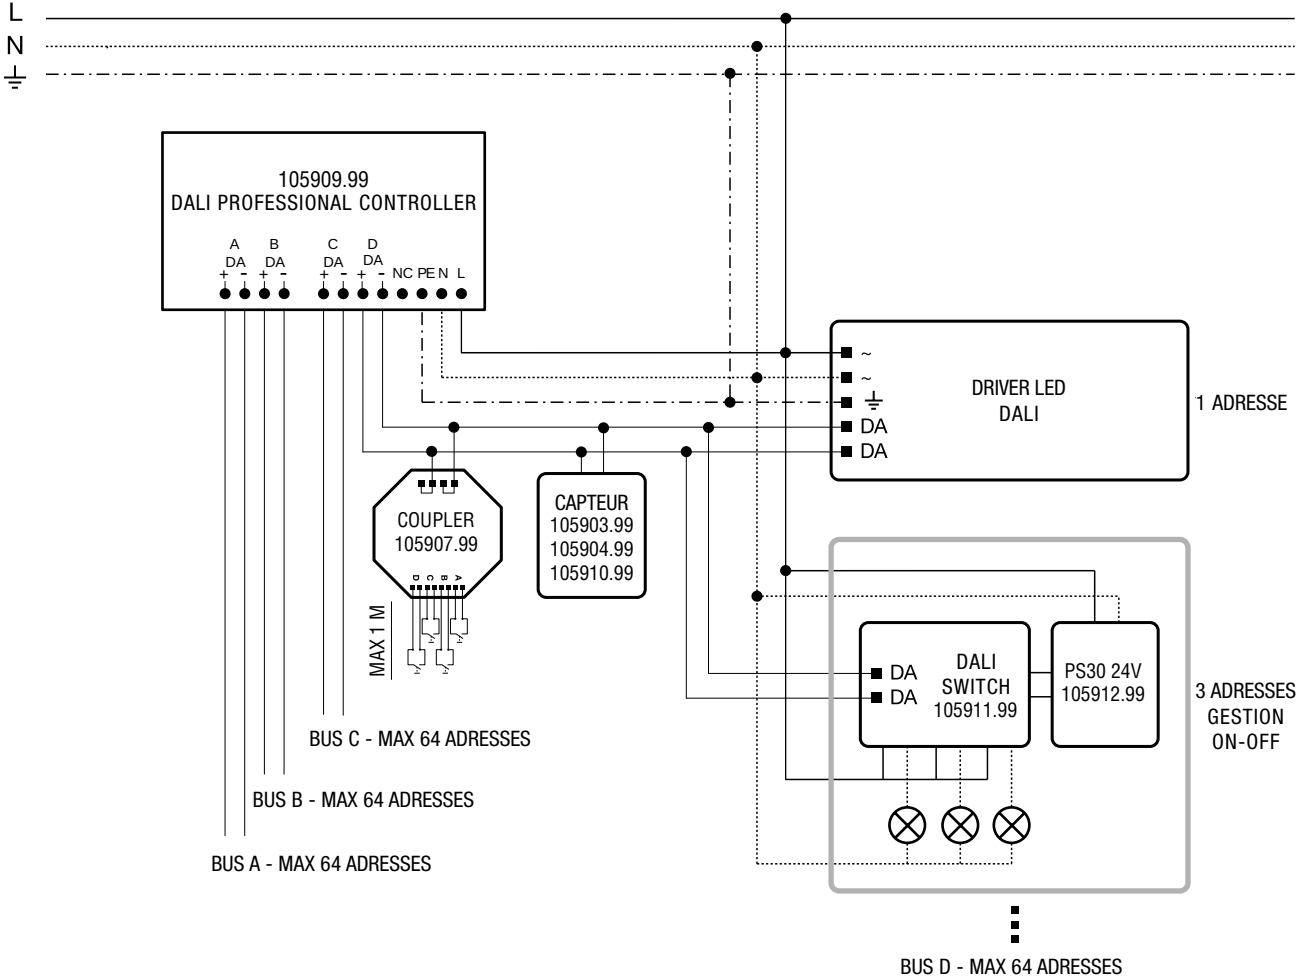 L
N
105909.99
DALI PROFESSIONAL CONTROLLER
A B C D
DA DA DA DA
+ - + - + - + - NC PE N L
~
~
DRIVER LED
DALI
DA
DA
1 ADRESSE
COUPLER
105907.99
D C B A
MAX 1 M
CAPTEUR
105903.99
105904.99
105910.99
DA
DA
DALI
SWITCH
105911.99
PS30 24V
105912.99
3 ADRESSES
GESTION
ON-OFF
BUS C - MAX 64 ADRESSES
BUS B - MAX 64 ADRESSES
BUS A - MAX 64 ADRESSES
BUS D - MAX 64 ADRESSES